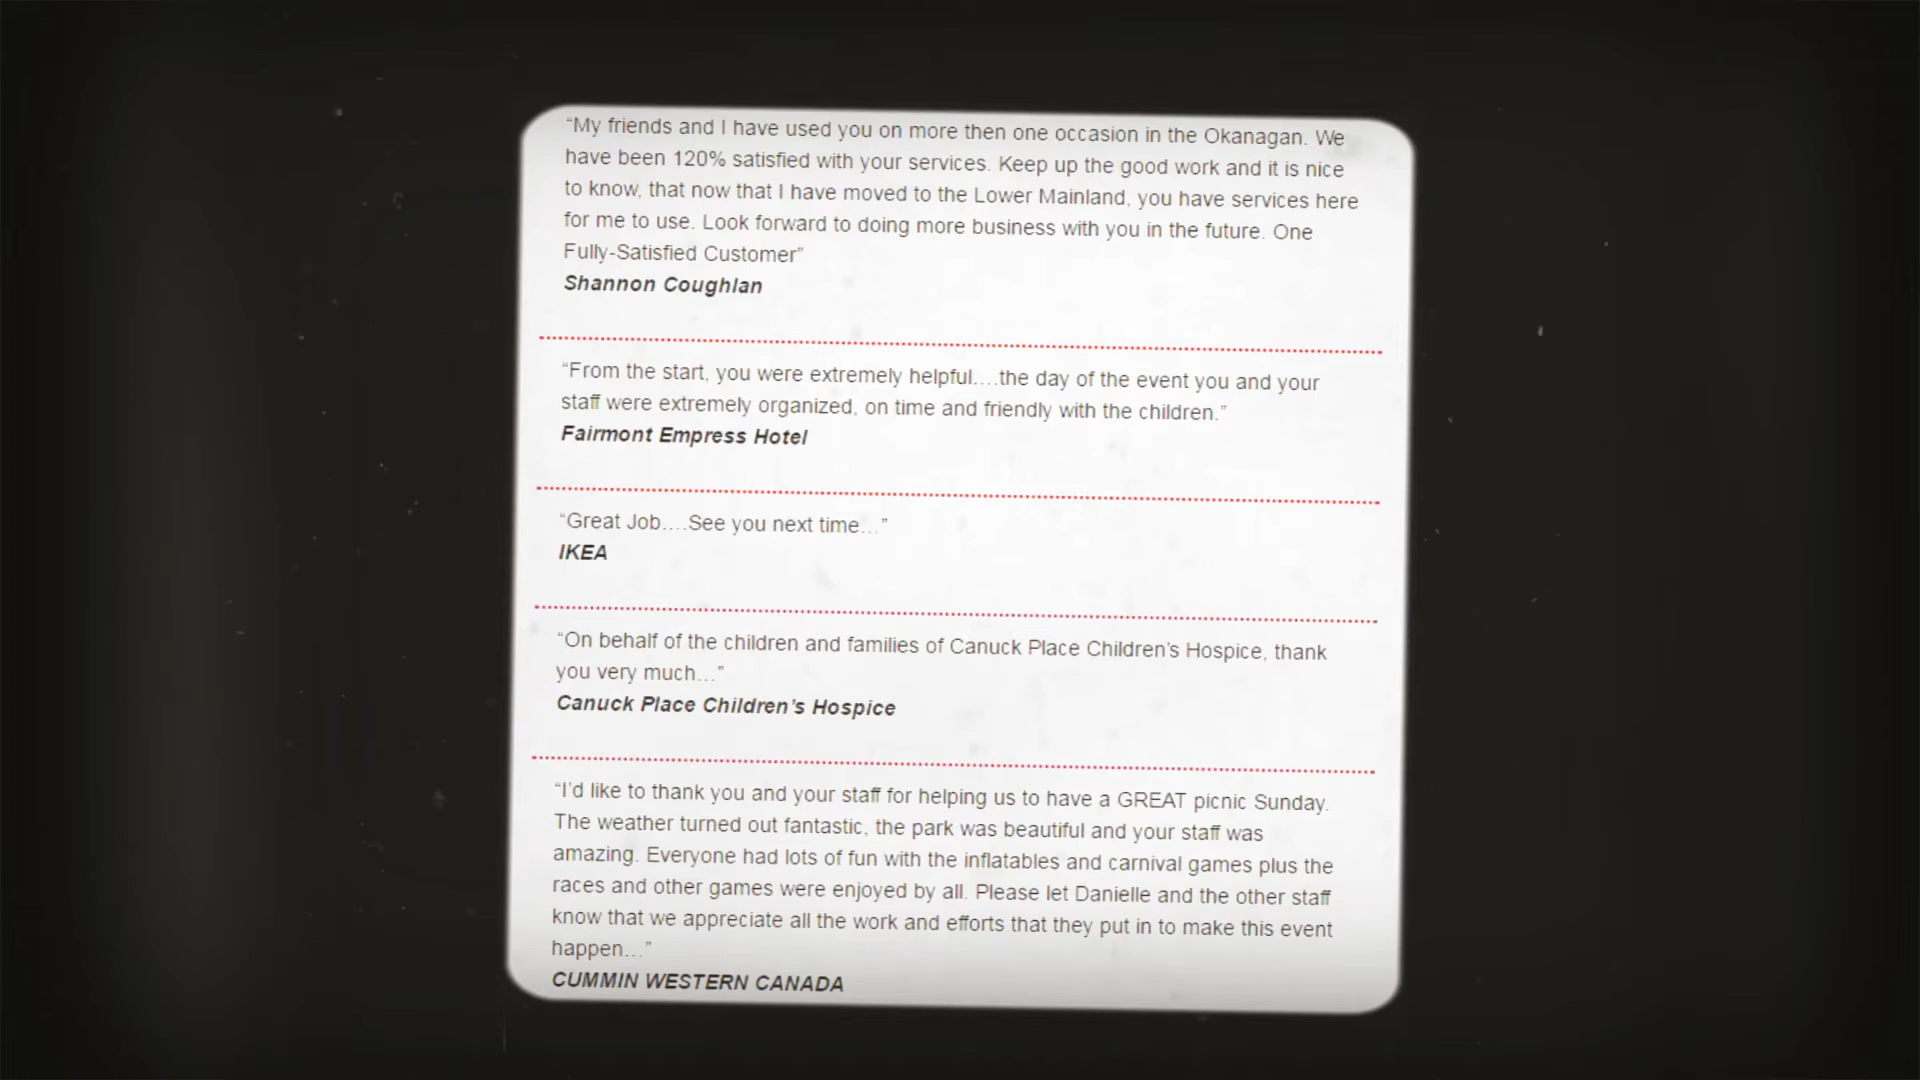 “My friends and I have used you on more then one occasion in the Okanagan. We
have been 120% satisfied with your services. Keep up the good work and it is nice
to know, that now that I have moved to the Lower Mainland, you have services here
for me to use. Look forward to doing more business with you in the future. One
Fully-Satisfied Customer”
Shannon Coughlan
“From the start, you were extremely helpful….the day of the event you and your
staff were extremely organized, on time and friendly with the children.”
Fairmont Empress Hotel
“Great Job….See you next time…”
IKEA
“On behalf of the children and families of Canuck Place Children’s Hospice, thank
you very much…”
Canuck Place Children’s Hospice
“I’d like to thank you and your staff for helping us to have a GREAT picnic Sunday.
The weather turned out fantastic, the park was beautiful and your staff was
amazing. Everyone had lots of fun with the inflatables and carnival games plus the
races and other games were enjoyed by all. Please let Danielle and the other staff
know that we appreciate all the work and efforts that they put in to make this event
happen…”
CUMMIN WESTERN CANADA